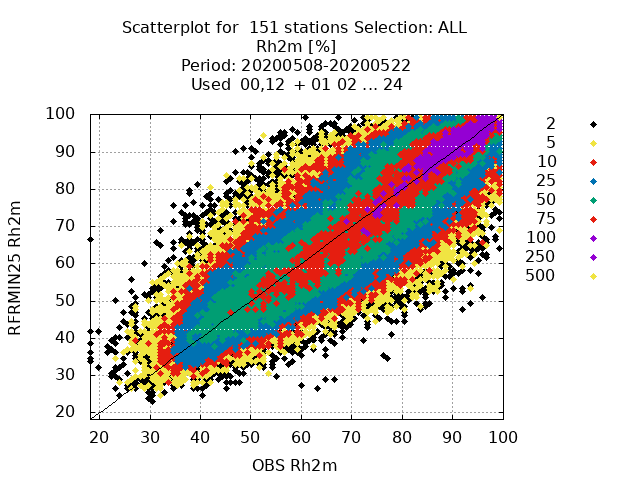 Scatterplot for 151 stations Selection: ALL
Rh2m [%]
Period: 20200508-20200522
Used 00,12 + 01 02 ... 24
100
90
80
70
60
50
40
30
20
RFRMIN25 Rh2m
20 30 40 50 60 70 80 90 100
OBS Rh2m
2
5
10
25
50
75
100
250
500